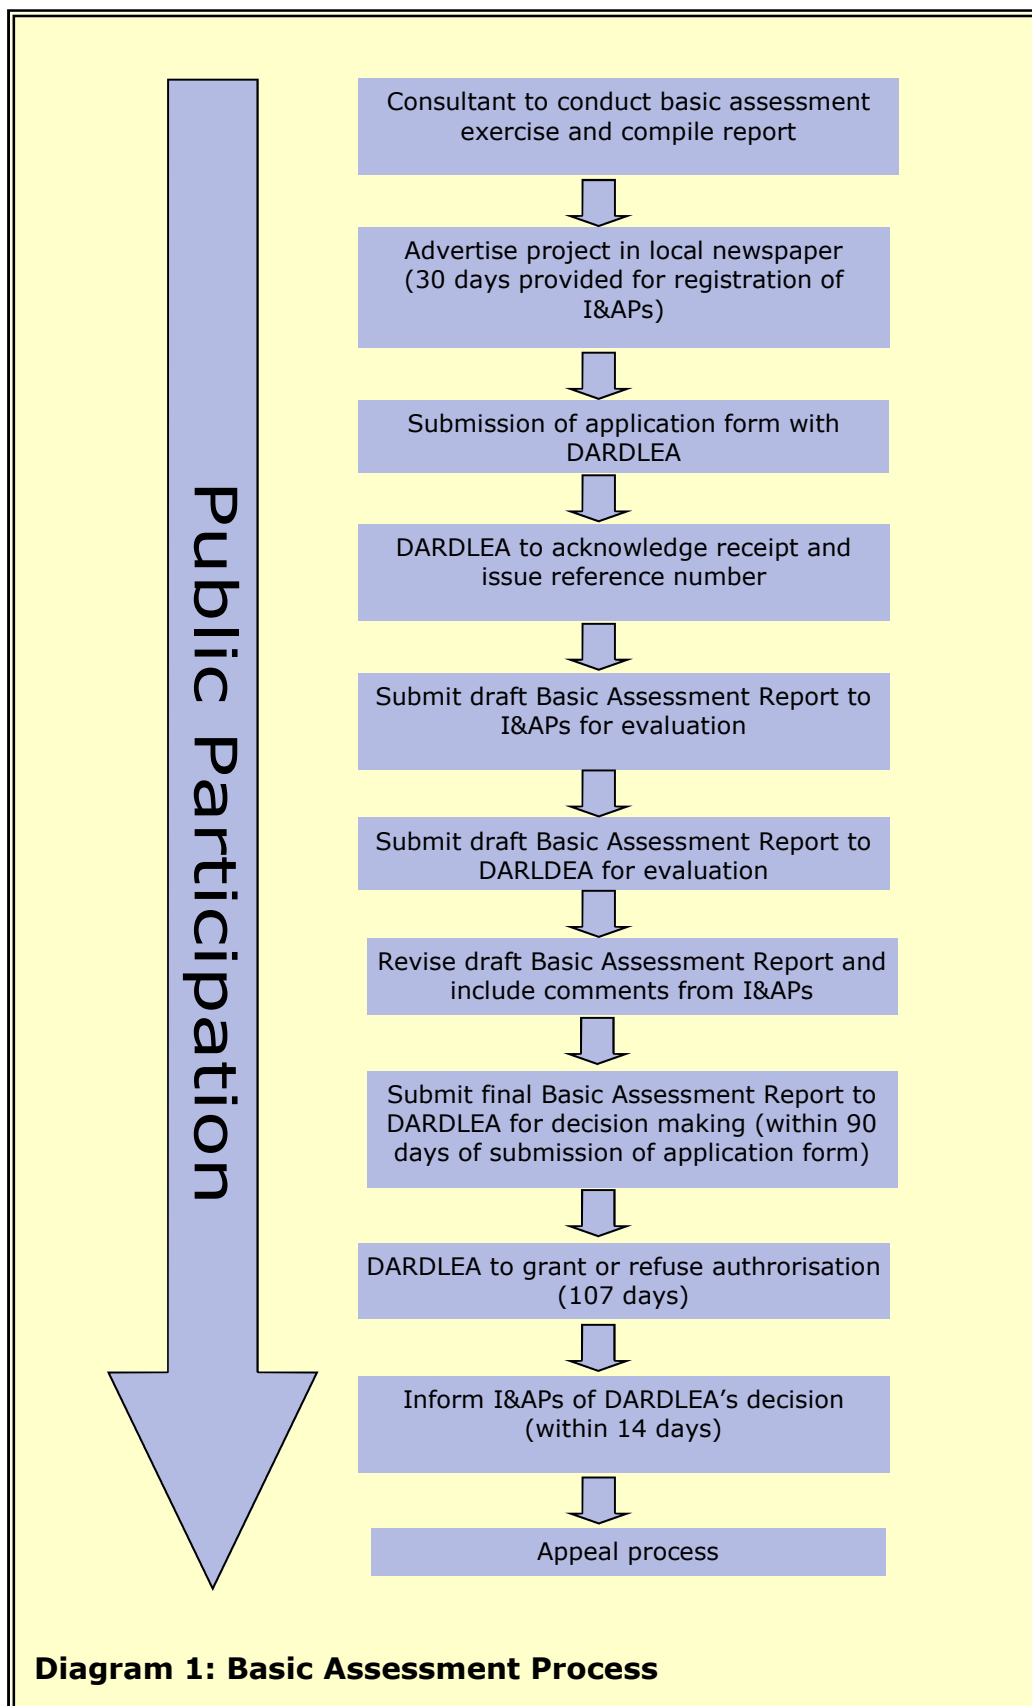 Public Participation
Consultant to conduct basic assessment
exercise and compile report
Advertise project in local newspaper
(30 days provided for registration of
I&APs)
Submission of application form with
DARDLEA
DARDLEA to acknowledge receipt and
issue reference number
Submit draft Basic Assessment Report to
I&APs for evaluation
Submit draft Basic Assessment Report to
DARLDEA for evaluation
Revise draft Basic Assessment Report and
include comments from I&APs
Submit final Basic Assessment Report to
DARDLEA for decision making (within 90
days of submission of application form)
DARDLEA to grant or refuse authrorisation
(107 days)
Inform I&APs of DARDLEA’s decision
(within 14 days)
Appeal process
Diagram 1: Basic Assessment Process